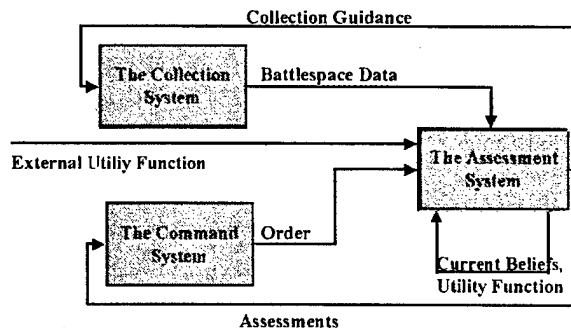 Collection Guidance
The Collection
System
Battlespace Data
External Utiliy Function
The Assessment
System
The Command
System
Order
Current Beliefs,
Utility Function
Assessments